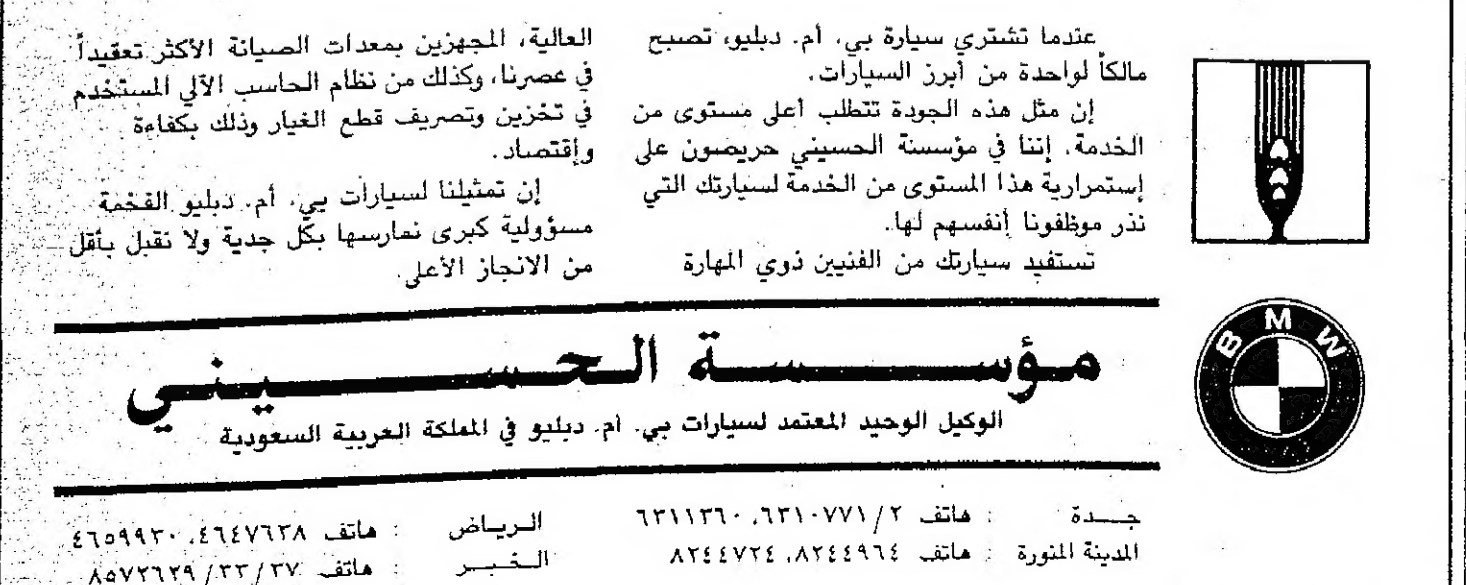 عندما تشتري سيارة بي. أم. دبليو، تصبح
مالكاً لواحدة من أبرز السيارات.
إن مثل هذه الجودة تتطلب أعلى مستوى من
الخدمة. إننا في مؤسسة الحسيني حريصون على
إستمرارية هذا المستوى من الخدمة لسيارتك التي
نذر موظفونا أنفسهم لها.
تستفيد سيارتك من الفنيين ذوي المهارة
العالية، المجهزين بمعدات الصيانة الأكثر تعقيداً
في عصرنا، وكذلك من نظام الحاسب الآلي المستخدم
في تخزين وتصريف قطع الغيار وذلك بكفاءة
وإقتصاد.
إن تمثيلنا لسيارات بي. أم. دبليو الفخمة
مسؤولية كبرى نمارسها بكل جدية ولا نقبل بأقل
من الانجاز الأعلى.
BMW
مؤسسة الحسيني
الوكيل الوحيد المعتمد لسيارات بي. أم. دبليو في المملكة العربية السعودية
جدة : هاتف ٦٣١٠٧٧١/٢، ٦٣١١٣٦٠
المدينة المنورة : هاتف ٨٢٤٤٩٦٤، ٨٢٤٤٧٢٤
الرياض : هاتف ٤٦٤٧٦٣٨، ٤٦٥٩٩٣٠
الخبر : هاتف ٨٥٧٢٦٢٩/٣٣/٣٧